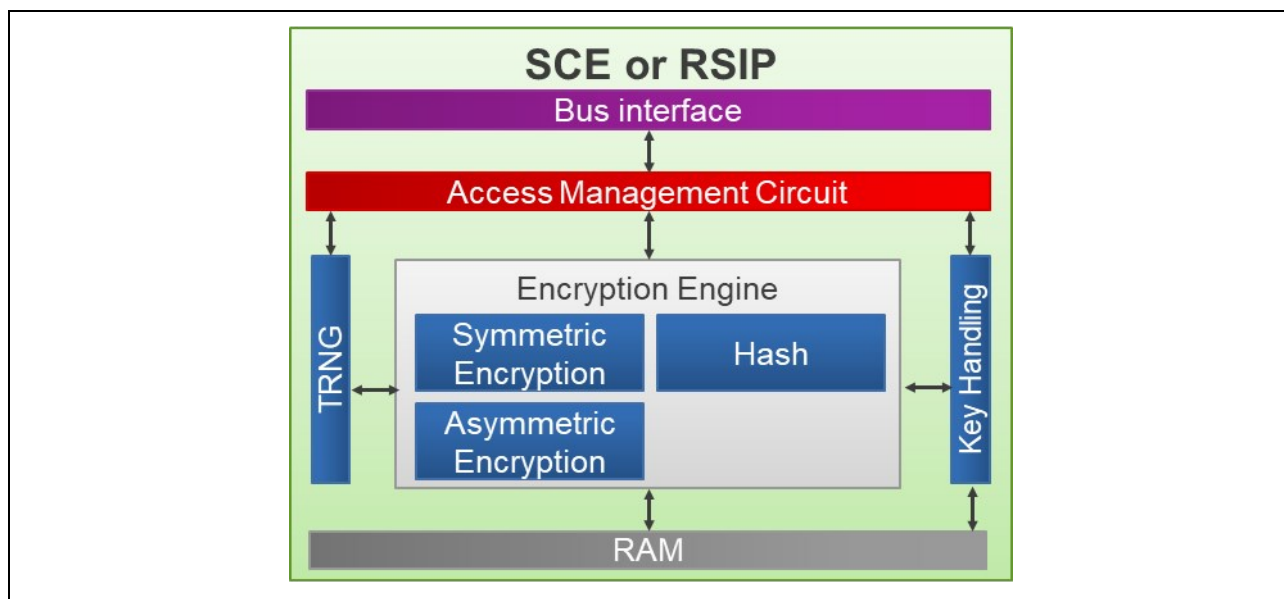 SCE or RSIP
Bus interface
Access Management Circuit
TRNG
Encryption Engine
Symmetric
Encryption
Hash
Asymmetric
Encryption
Key Handling
RAM